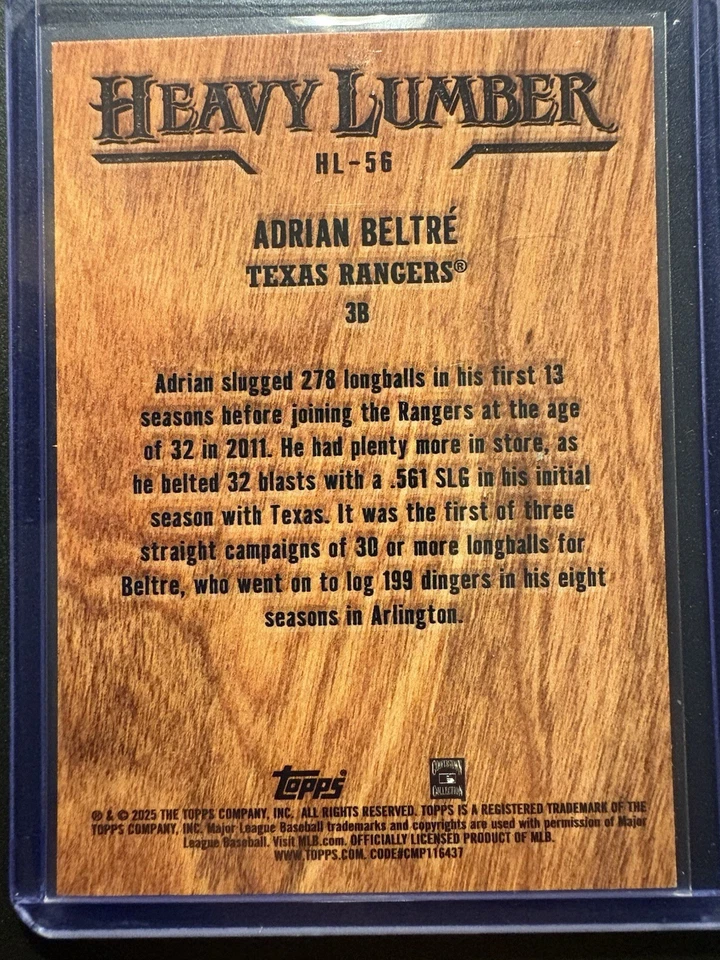 HEAVY LUMBER
HL-56
ADRIAN BELTRÉ
TEXAS RANGERS®
3B
Adrian slugged 278 longballs in his first 13
seasons before joining the Rangers at the age
of 32 in 2011. He had plenty more in store, as
he belted 32 blasts with a .561 SLG in his initial
season with Texas. It was the first of three
straight campaigns of 30 or more longballs for
Beltre, who went on to log 199 dingers in his eight
seasons in Arlington.
topps®
COOPERSTOWN
COLLECTION
® & © 2025 THE TOPPS COMPANY, INC. ALL RIGHTS RESERVED. TOPPS IS A REGISTERED TRADEMARK OF THE
TOPPS COMPANY, INC. Major League Baseball trademarks and copyrights are used with permission of Major
League Baseball. Visit MLB.com. OFFICIALLY LICENSED PRODUCT OF MLB.
WWW.TOPPS.COM. CODE#CMP116437